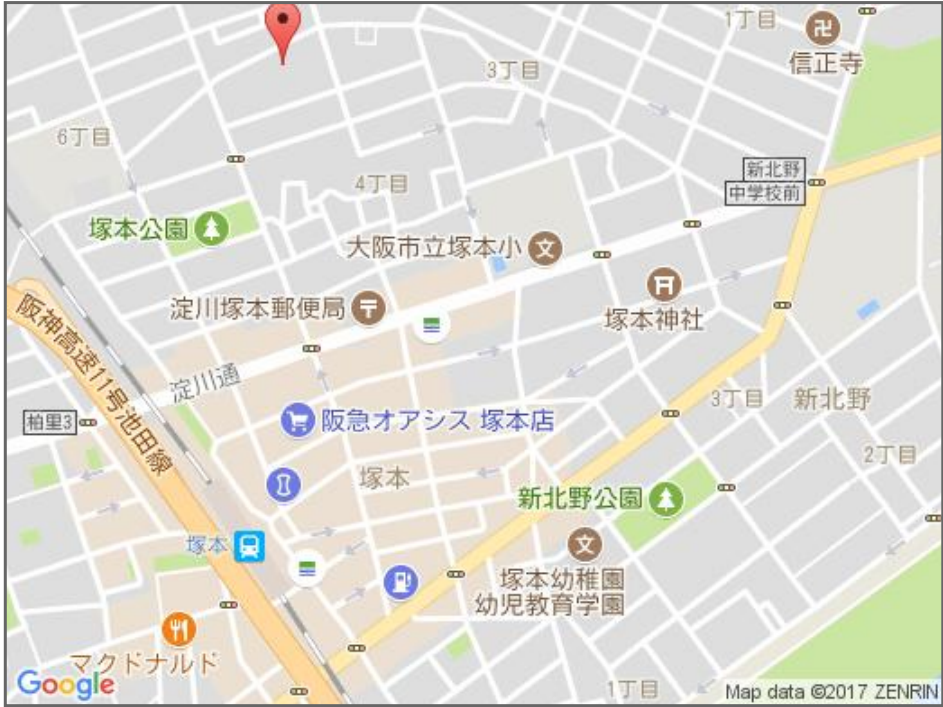 1丁目
卍
信正寺
3丁目
6丁目
新北野
中学校前
4丁目
塚本公園
大阪市立塚本小
文
塚本神社
淀川塚本郵便局
〒
阪神高速11号池田線
淀川通
柏里3
阪急オアシス 塚本店
3丁目
新北野
2丁目
塚本
新北野公園
塚本
文
塚本幼稚園
幼児教育学園
マクドナルド
Google
1丁目
Map data ©2017 ZENRIN